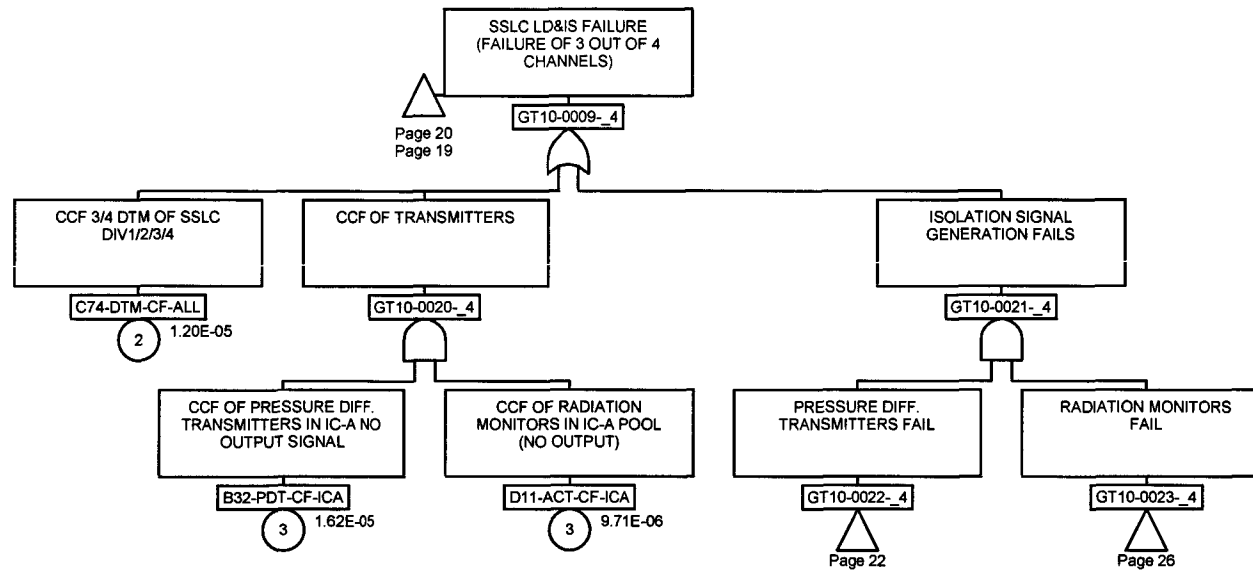 SSLC LD&IS FAILURE
(FAILURE OF 3 OUT OF 4
CHANNELS)
GT10-0009-_4
Page 20
Page 19
CCF 3/4 DTM OF SSLC
DIV1/2/3/4
C74-DTM-CF-ALL
2
1.20E-05
CCF OF TRANSMITTERS
GT10-0020-_4
ISOLATION SIGNAL
GENERATION FAILS
GT10-0021-_4
CCF OF PRESSURE DIFF.
TRANSMITTERS IN IC-A NO
OUTPUT SIGNAL
B32-PDT-CF-ICA
3
1.62E-05
CCF OF RADIATION
MONITORS IN IC-A POOL
(NO OUTPUT)
D11-ACT-CF-ICA
3
9.71E-06
PRESSURE DIFF.
TRANSMITTERS FAIL
GT10-0022-_4
Page 22
RADIATION MONITORS
FAIL
GT10-0023-_4
Page 26